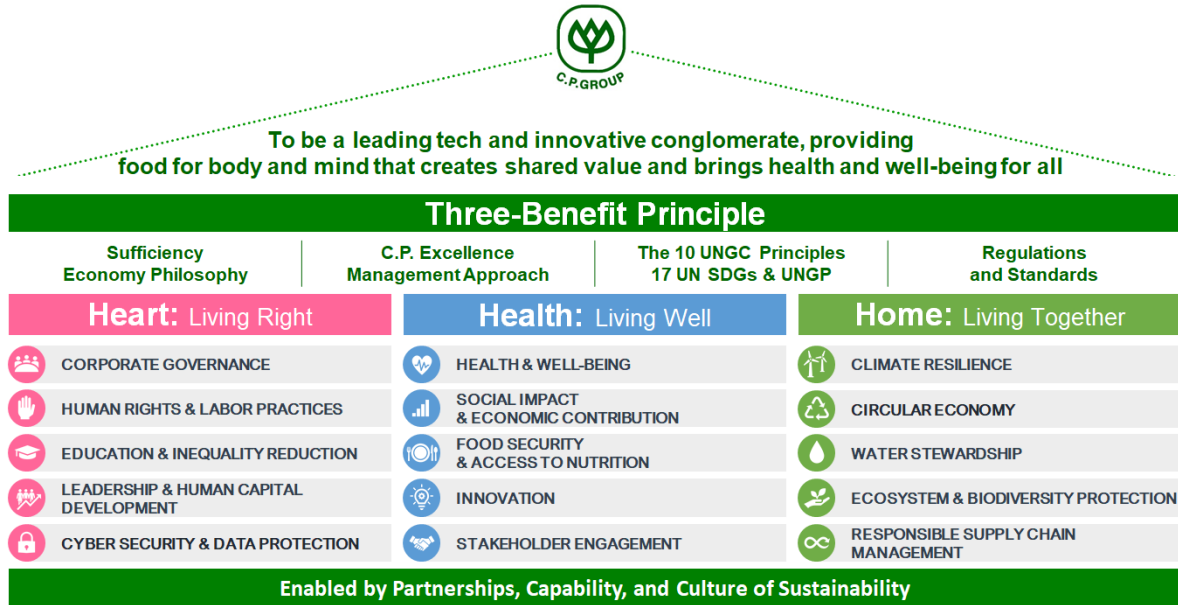 C.P.GROUP
To be a leading tech and innovative conglomerate, providing
food for body and mind that creates shared value and brings health and well-being for all
Three-Benefit Principle
Sufficiency
Economy Philosophy
C.P. Excellence
Management Approach
The 10 UNGC Principles
17 UN SDGs & UNGP
Regulations
and Standards
Heart: Living Right
CORPORATE GOVERNANCE
HUMAN RIGHTS & LABOR PRACTICES
EDUCATION & INEQUALITY REDUCTION
LEADERSHIP & HUMAN CAPITAL
DEVELOPMENT
CYBER SECURITY & DATA PROTECTION
Health: Living Well
HEALTH & WELL-BEING
SOCIAL IMPACT
& ECONOMIC CONTRIBUTION
FOOD SECURITY
& ACCESS TO NUTRITION
INNOVATION
STAKEHOLDER ENGAGEMENT
Home: Living Together
CLIMATE RESILIENCE
CIRCULAR ECONOMY
WATER STEWARDSHIP
ECOSYSTEM & BIODIVERSITY PROTECTION
RESPONSIBLE SUPPLY CHAIN
MANAGEMENT
Enabled by Partnerships, Capability, and Culture of Sustainability